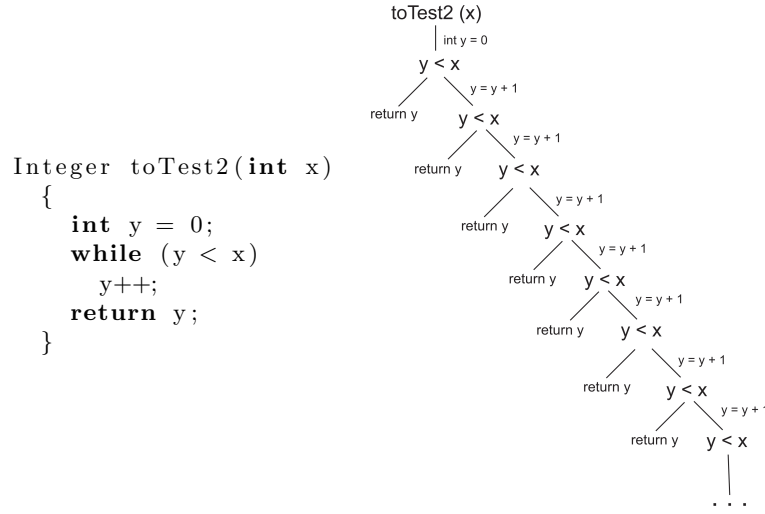 Integer toTest2(int x)
{
int y = 0;
while (y < x)
y++;
return y;
}
toTest2 (x)
int y = 0
y < x
y = y + 1
return y
y < x
y = y + 1
return y
y < x
y = y + 1
return y
y < x
y = y + 1
return y
y < x
y = y + 1
return y
y < x
y = y + 1
return y
y < x
y = y + 1
return y
y < x
. . .